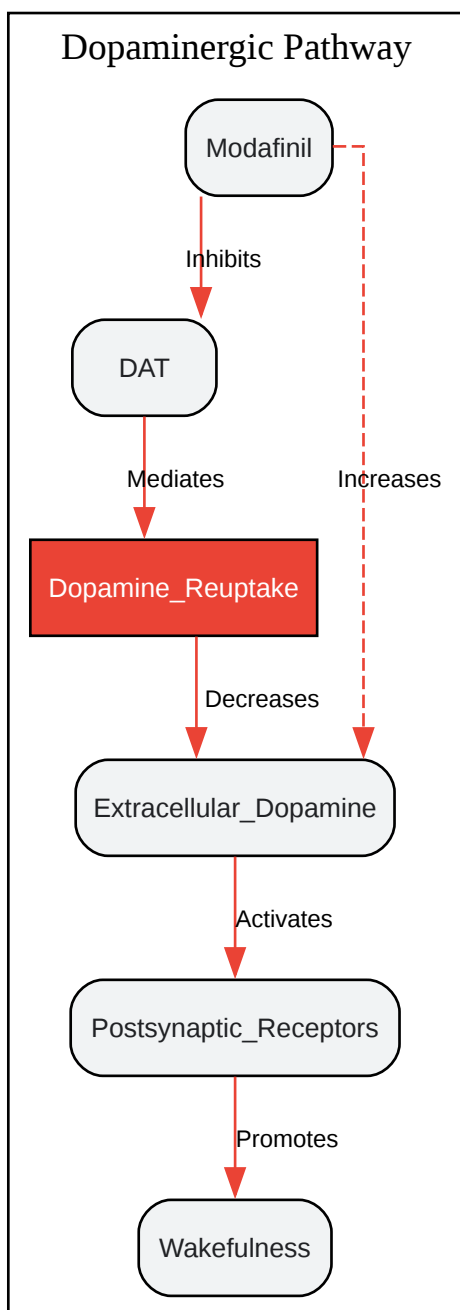 Dopaminergic Pathway
Modafinil
Inhibits
DAT
Mediates
Increases
Dopamine_Reuptake
Decreases
Extracellular_Dopamine
Activates
Postsynaptic_Receptors
Promotes
Wakefulness